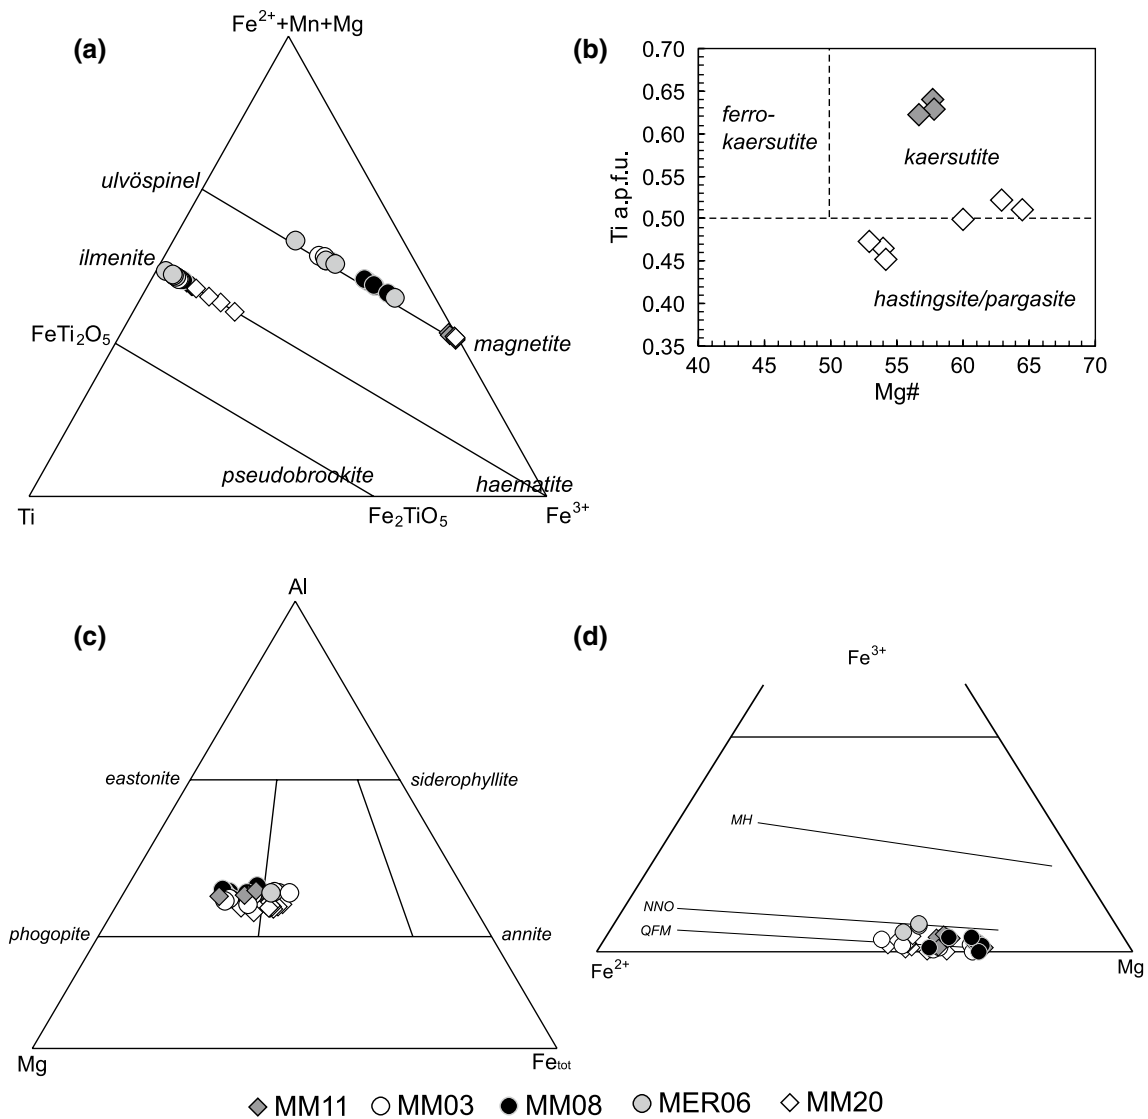 (a)
Fe²⁺+Mn+Mg
ulvöspinel
ilmenite
FeTi₂O₅
magnetite
pseudobrookite
haematite
Ti
Fe₂TiO₅
Fe³⁺
(b)
0.70
0.65
0.60
0.55
0.50
0.45
0.40
0.35
Ti a.p.f.u.
ferro-
kaersutite
kaersutite
hastingsite/pargasite
40 45 50 55 60 65 70
Mg#
(c)
Al
eastonite
siderophyllite
phogopite
annite
Mg
Fetot
(d)
Fe³⁺
MH
NNO
QFM
Fe²⁺
Mg
MM11 MM03 MM08 MER06 MM20